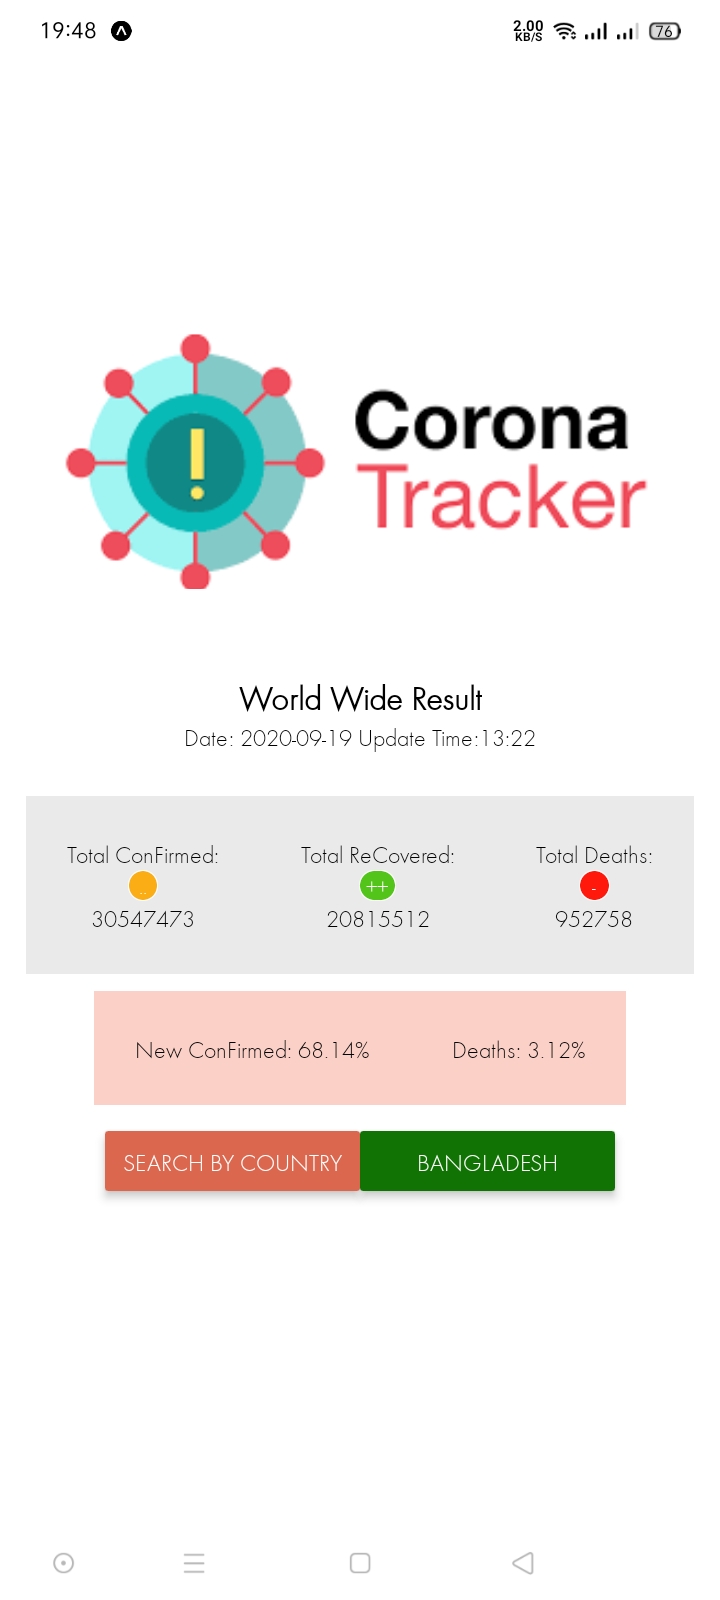 19:48 2.00 KB/S 76
!
Corona
Tracker
World Wide Result
Date: 2020-09-19 Update Time:13:22
Total ConFirmed: Total ReCovered: Total Deaths:
.. ++ -
30547473 20815512 952758
New ConFirmed: 68.14% Deaths: 3.12%
SEARCH BY COUNTRY BANGLADESH